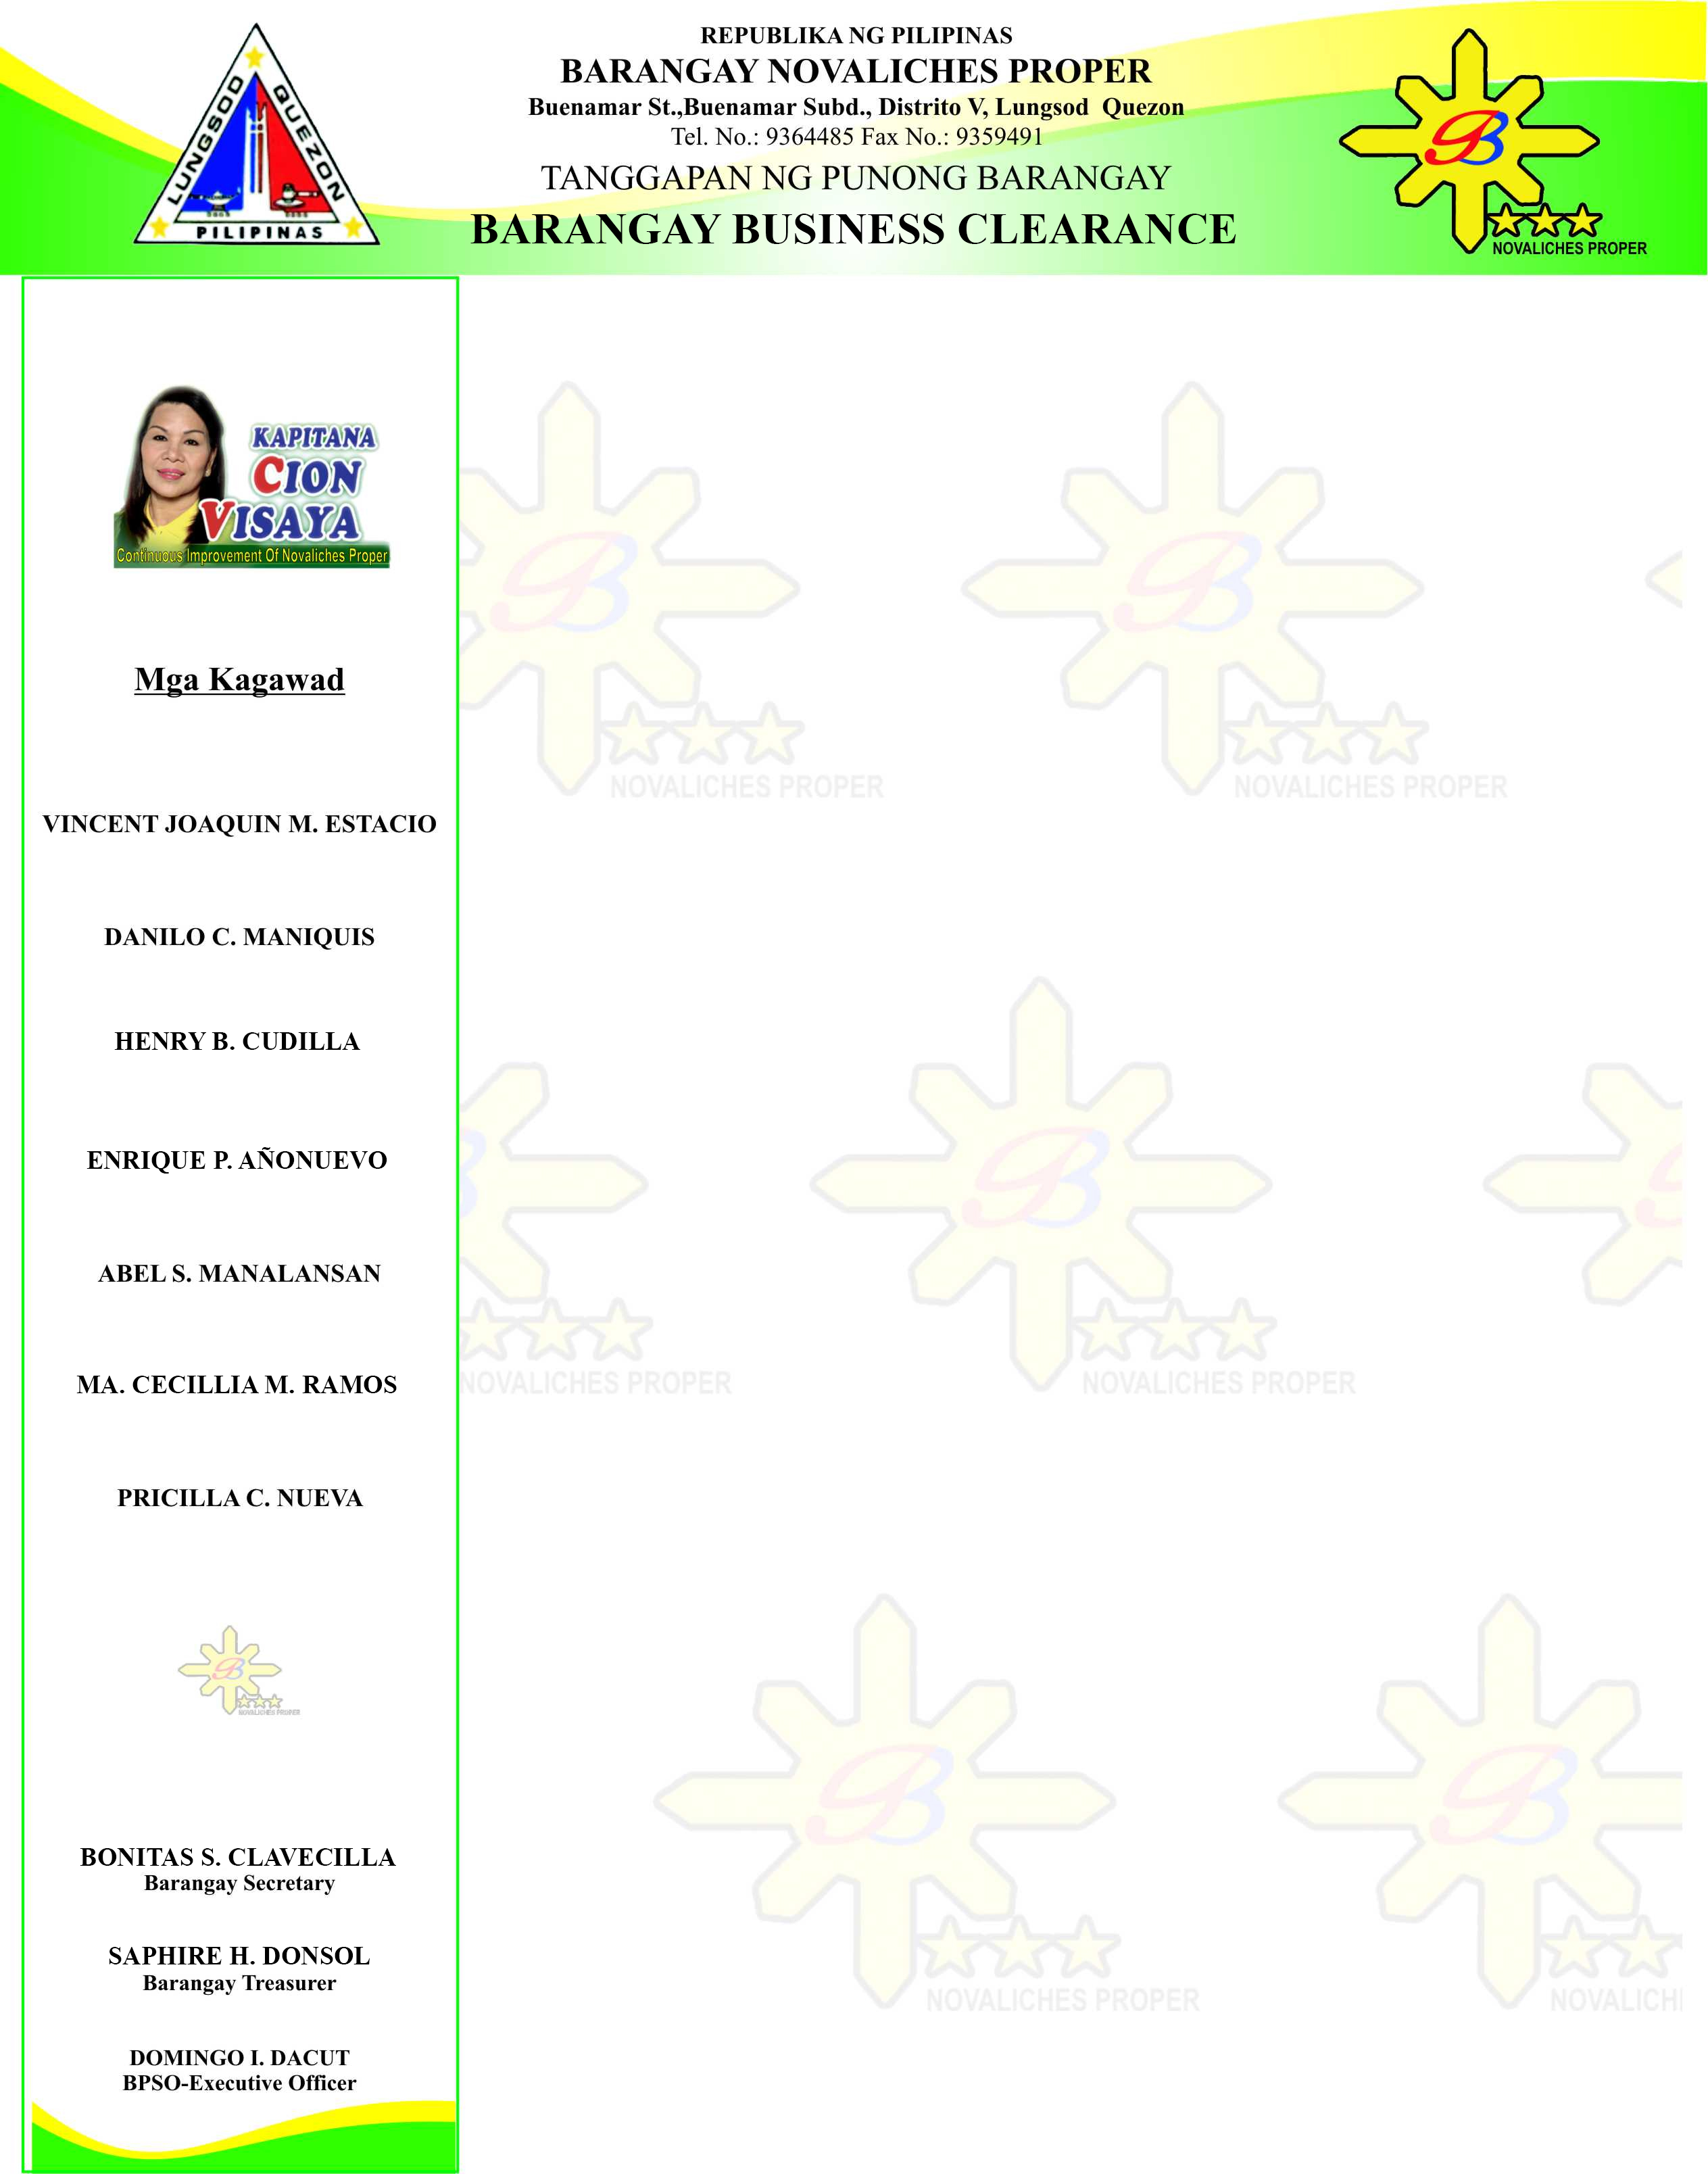 REPUBLIKA NG PILIPINAS
BARANGAY NOVALICHES PROPER
Buenamar St.,Buenamar Subd., Distrito V, Lungsod  Quezon
Tel. No.: 9364485 Fax No.: 9359491
TANGGAPAN NG PUNONG BARANGAY
BARANGAY BUSINESS CLEARANCE
LUNGSOD QUEZON
PILIPINAS
B
NOVALICHES PROPER
KAPITANA
CION
VISAYA
Continuous Improvement Of Novaliches Proper
Mga Kagawad
VINCENT JOAQUIN M. ESTACIO
DANILO C. MANIQUIS
HENRY B. CUDILLA
ENRIQUE P. AÑONUEVO
ABEL S. MANALANSAN
MA. CECILLIA M. RAMOS
PRICILLA C. NUEVA
B
NOVALICHES PROPER
BONITAS S. CLAVECILLA
Barangay Secretary
SAPHIRE H. DONSOL
Barangay Treasurer
DOMINGO I. DACUT
BPSO-Executive Officer
B
NOVALICHES PROPER
B
NOVALICHES PROPER
NOVALICHES PROPER
B
NOVALICHES PROPER
B
NOVALICHES PROPER
B
NOVALICH